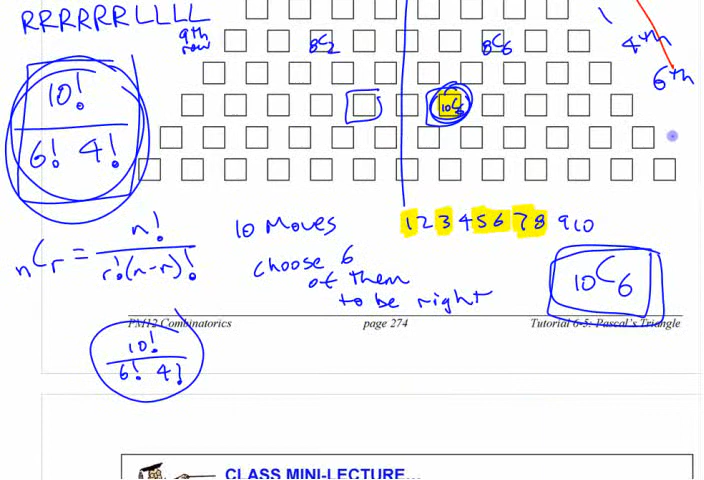 RRRRRRLLLL
9th
row
8C2
8C6
4th
6th
10!
6! 4!
10C6
1 2 3 4 5 6 7 8 9 10
nCr = n!
r!(n-r)!
10 Moves
choose 6
of them
to be right
10C6
PM12 Combinatorics page 274 Tutorial 6-5: Pascal's Triangle
10!
6! 4!
CLASS MINI-LECTURE...